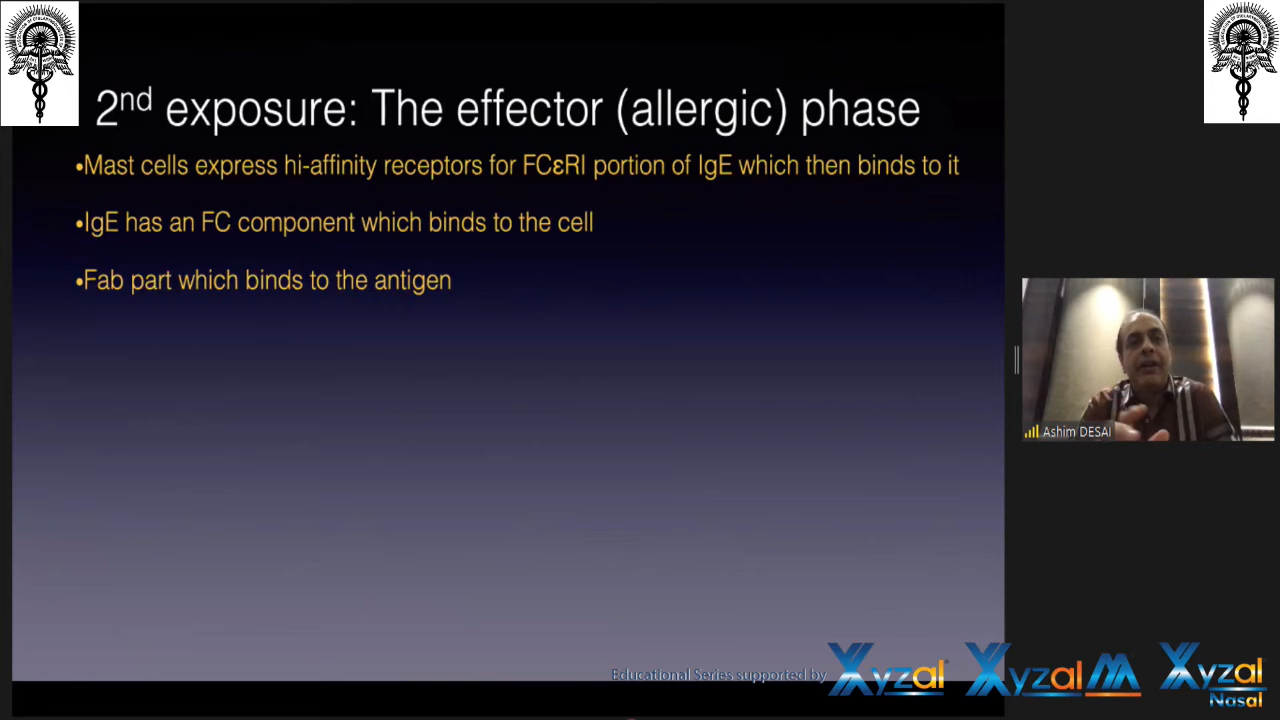 2nd exposure: The effector (allergic) phase
•Mast cells express hi-affinity receptors for FCεRI portion of IgE which then binds to it
•IgE has an FC component which binds to the cell
•Fab part which binds to the antigen
Ashim DESAI
Educational Series supported by
Xyzal
Xyzal M
Xyzal
Nasal